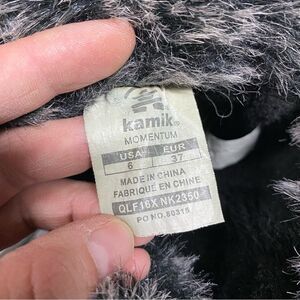 kamik®
MOMENTUM
USA EUR
6 37
MADE IN CHINA
FABRIQUE EN CHINE
QLF16X NK2350
PO NO.80315